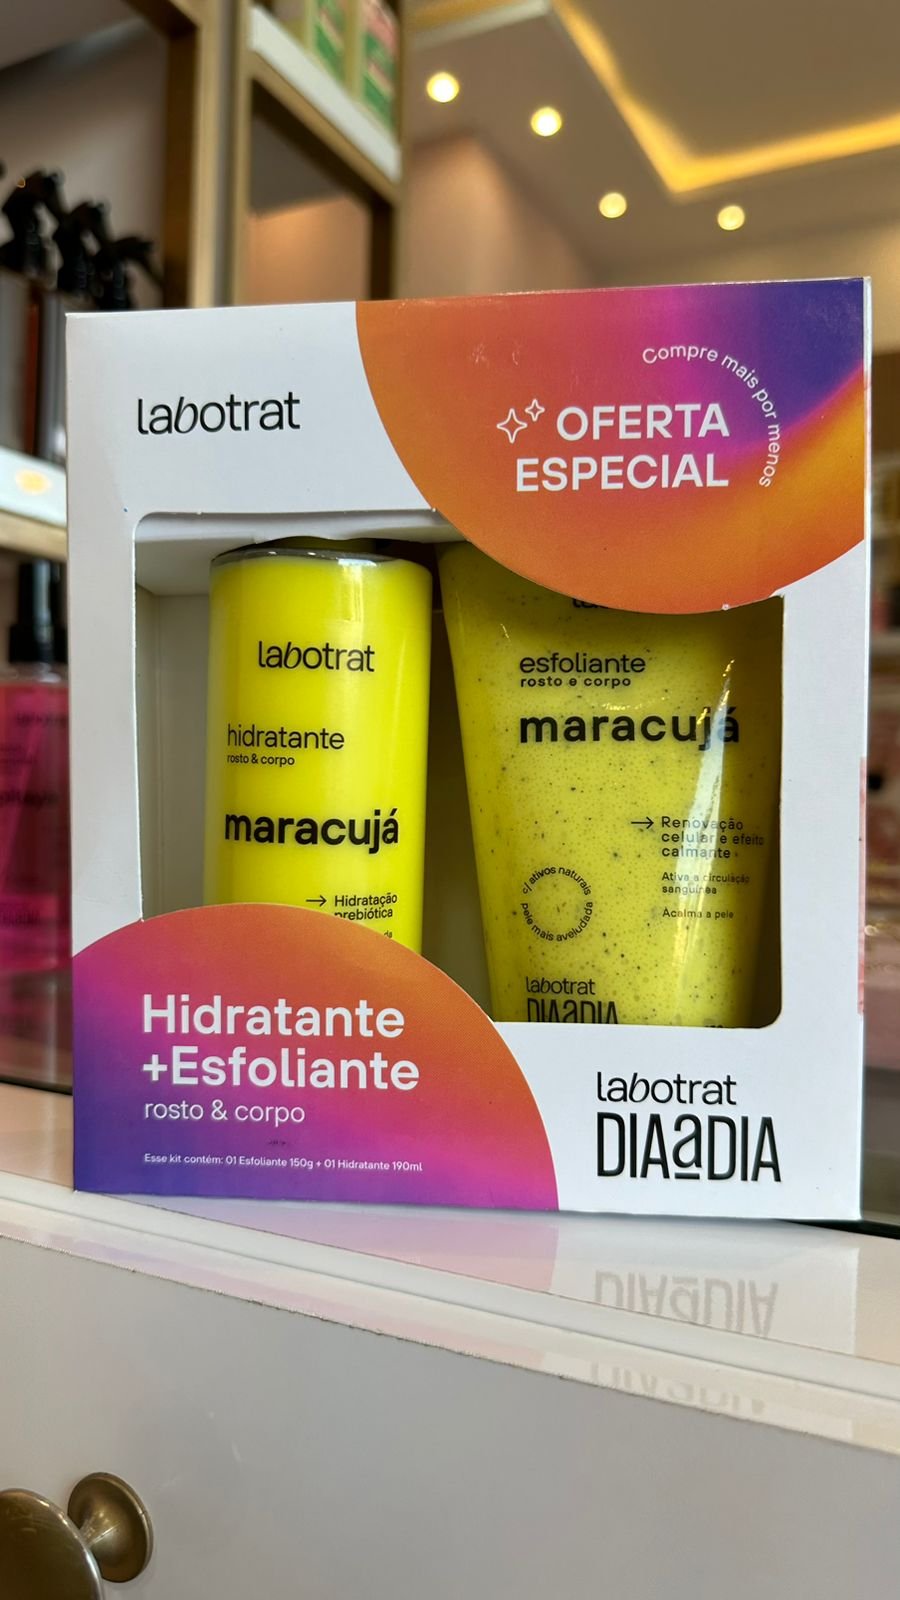 labotrat
Compre mais por menos
OFERTA
ESPECIAL
labotrat
hidratante
rosto & corpo
maracujá
→ Hidratação
prebiótica
esfoliante
rosto e corpo
maracujá
→ Renovação
celular e efeito
calmante
Ativa a circulação
sanguínea
Acalma a pele
c/ ativos naturais
pele mais aveludada
labotrat
DIAaDIA
Hidratante
+Esfoliante
rosto & corpo
Esse kit contém: 01 Esfoliante 150g + 01 Hidratante 190ml
labotrat
DIAaDIA